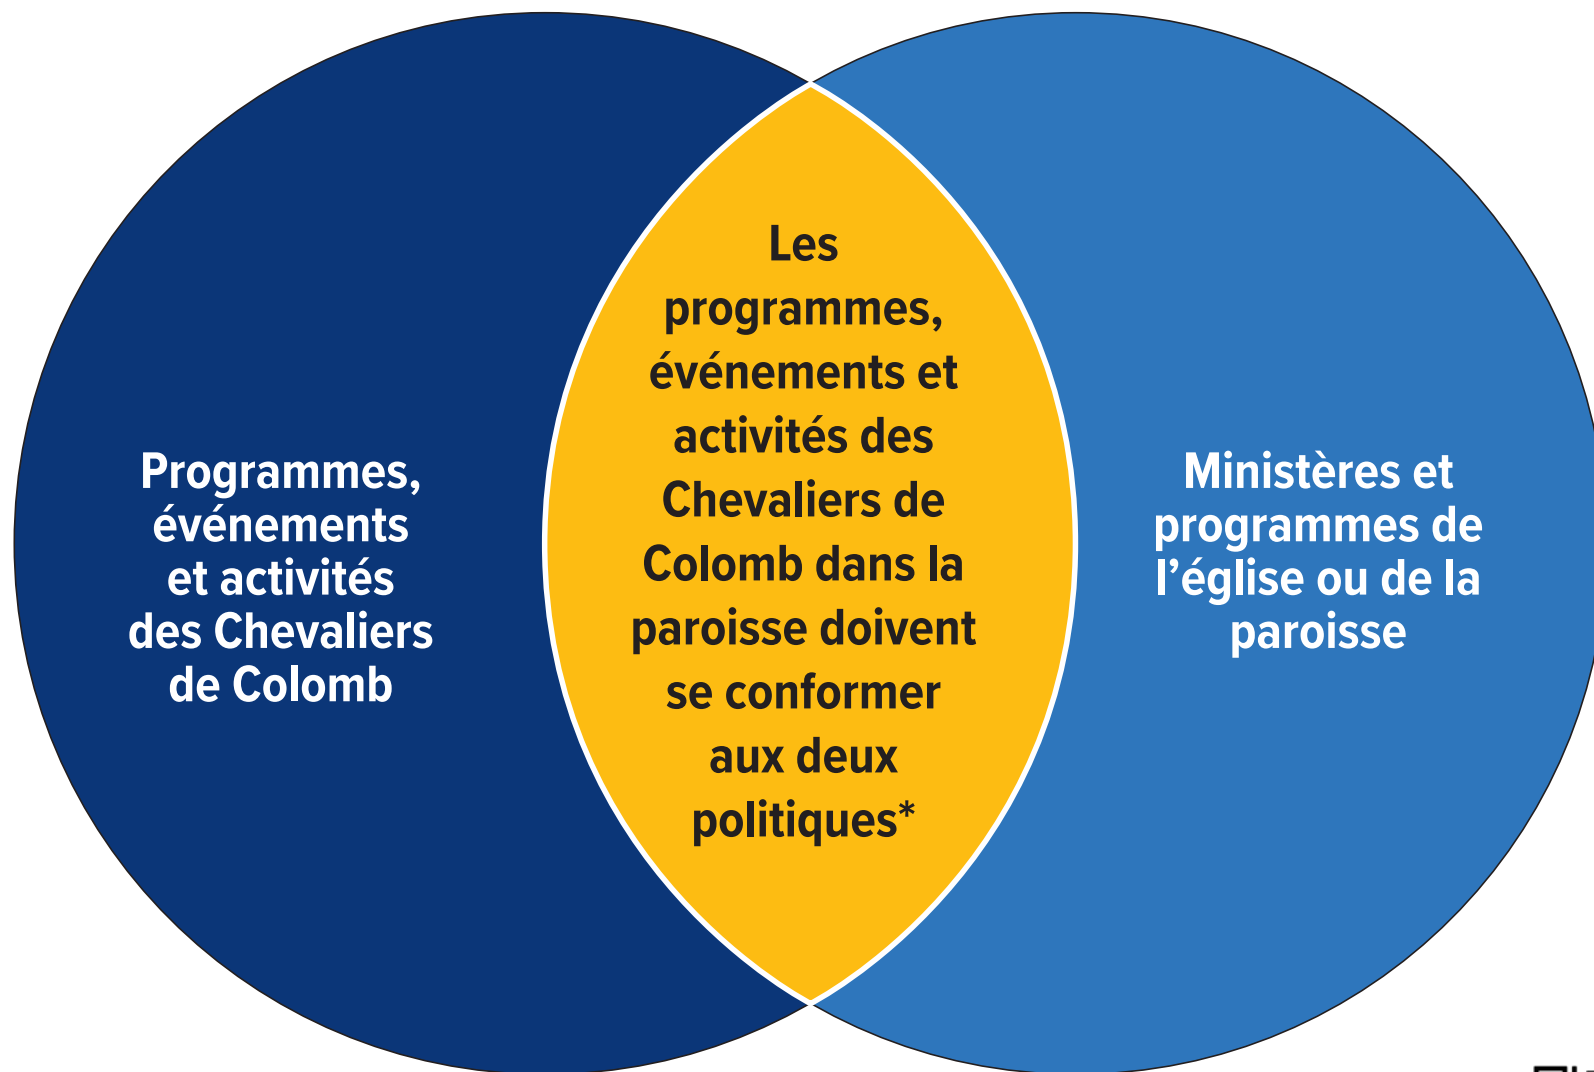 Programmes,
événements
et activités
des Chevaliers
de Colomb
Les
programmes,
événements et
activités des
Chevaliers de
Colomb dans la
paroisse doivent
se conformer
aux deux
politiques*
Ministères et
programmes de
l’église ou de la
paroisse